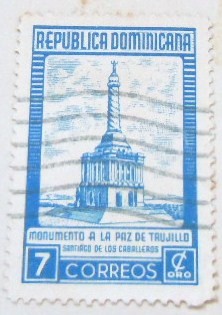 REPUBLICA DOMINICANA
MONUMENTO A LA PAZ DE TRUJILLO
SANTIAGO DE LOS CABALLEROS
7 CORREOS ¢ ORO